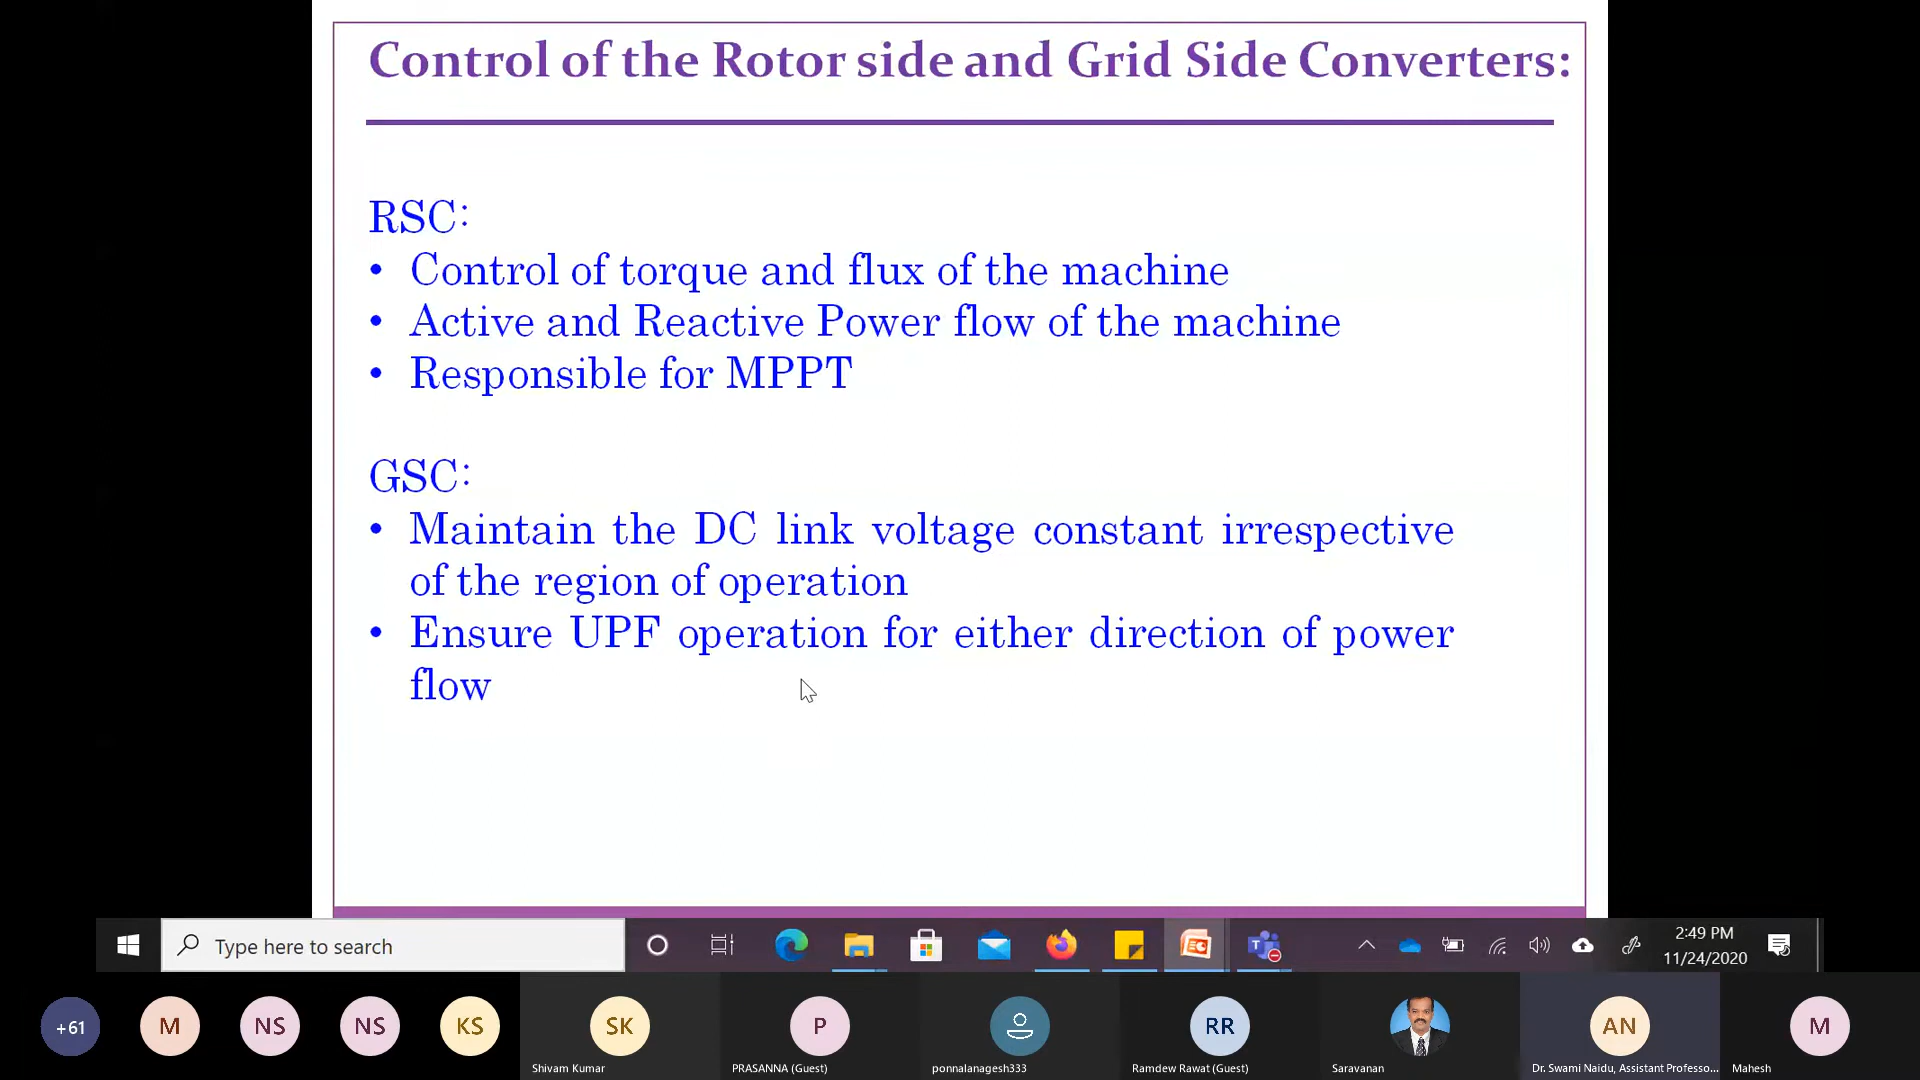 Control of the Rotor side and Grid Side Converters:
RSC:
• Control of torque and flux of the machine
• Active and Reactive Power flow of the machine
• Responsible for MPPT
GSC:
• Maintain the DC link voltage constant irrespective
of the region of operation
• Ensure UPF operation for either direction of power
flow
Type here to search
2:49 PM
11/24/2020
+61
M
NS
NS
KS
SK
P
RR
AN
M
Shivam Kumar
PRASANNA (Guest)
ponnalanagesh333
Ramdew Rawat (Guest)
Saravanan
Dr. Swami Naidu, Assistant Professo...
Mahesh